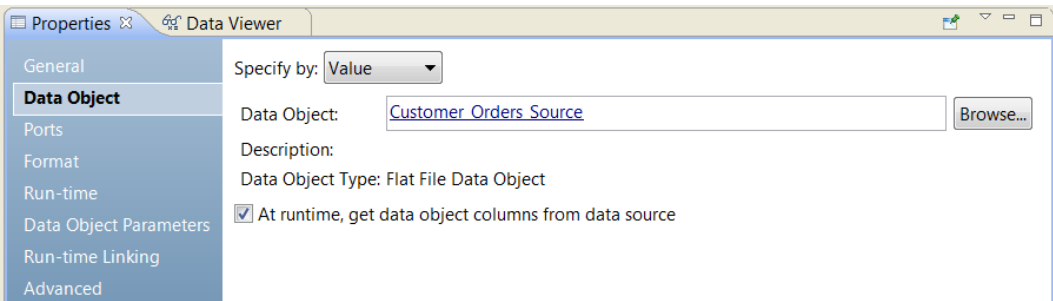 Properties Data Viewer
General
Data Object
Ports
Format
Run-time
Data Object Parameters
Run-time Linking
Advanced
Specify by: Value
Data Object: Customer_Orders_Source Browse...
Description:
Data Object Type: Flat File Data Object
At runtime, get data object columns from data source